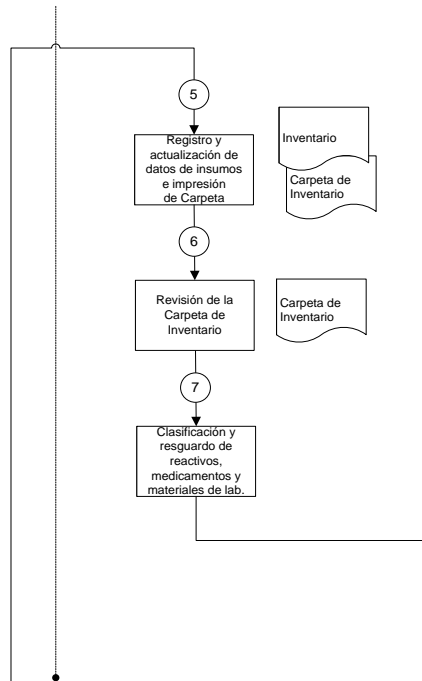 5
Registro y
actualización de
datos de insumos
e impresión
de Carpeta
Inventario
Carpeta de
Inventario
6
Revisión de la
Carpeta de
Inventario
Carpeta de
Inventario
7
Clasificación y
resguardo de
reactivos,
medicamentos y
materiales de lab.